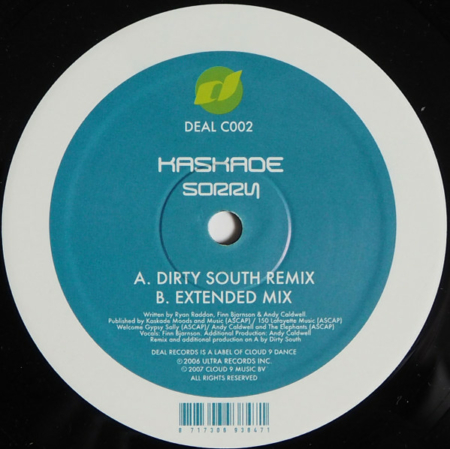 DEAL C002
KASKADE
SORRY
A. DIRTY SOUTH REMIX
B. EXTENDED MIX
Written by Ryan Raddon, Finn Bjarnson & Andy Caldwell
Published by Kaskade Moods and Music (ASCAP) / 150 Lafayette Music (ASCAP)
Welcome Gypsy Sally (ASCAP)/ Andy Caldwell and The Elephants (ASCAP)
Vocals: Finn Bjarnson. Additional Production: Andy Caldwell
Remix and additional production on A by Dirty South
DEAL RECORDS IS A LABEL OF CLOUD 9 DANCE
℗ 2006 ULTRA RECORDS INC.
© 2007 CLOUD 9 MUSIC BV
ALL RIGHTS RESERVED